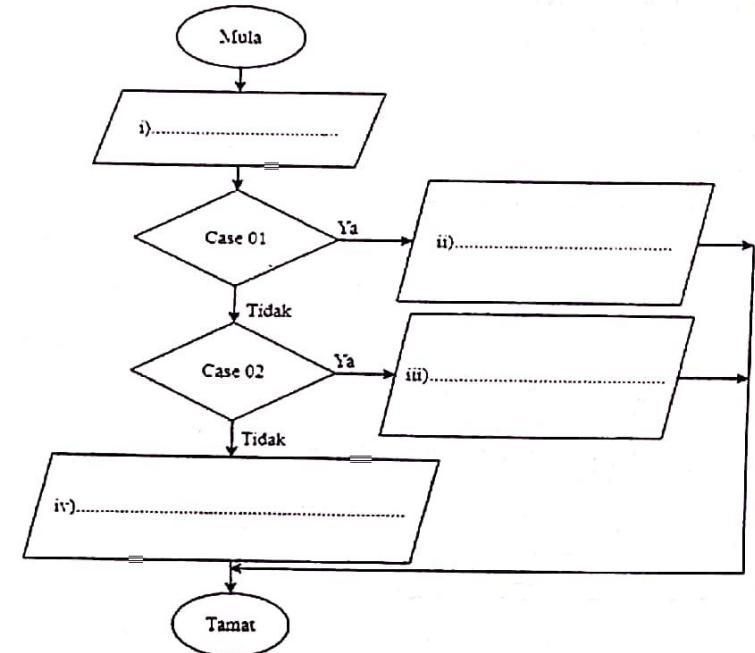 Mula
i)..................................
Case 01
Ya
ii)........................................
Tidak
Case 02
Ya
iii)...........................................
Tidak
iv)............................................................
Tamat